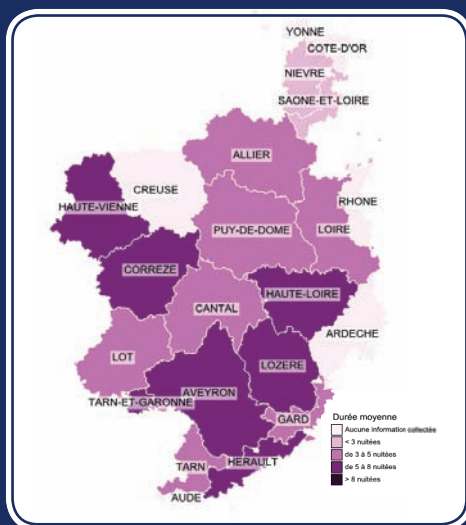 YONNE
COTE-D'OR
NIEVRE
SAONE-ET-LOIRE
ALLIER
CREUSE
HAUTE-VIENNE
RHONE
PUY-DE-DOME
LOIRE
CORREZE
HAUTE-LOIRE
CANTAL
ARDECHE
LOT
LOZERE
AVEYRON
TARN-ET-GARONNE
GARD
TARN
HERAULT
AUDE
Durée moyenne
Aucune information collectée
< 3 nuitées
de 3 à 5 nuitées
de 5 à 8 nuitées
> 8 nuitées